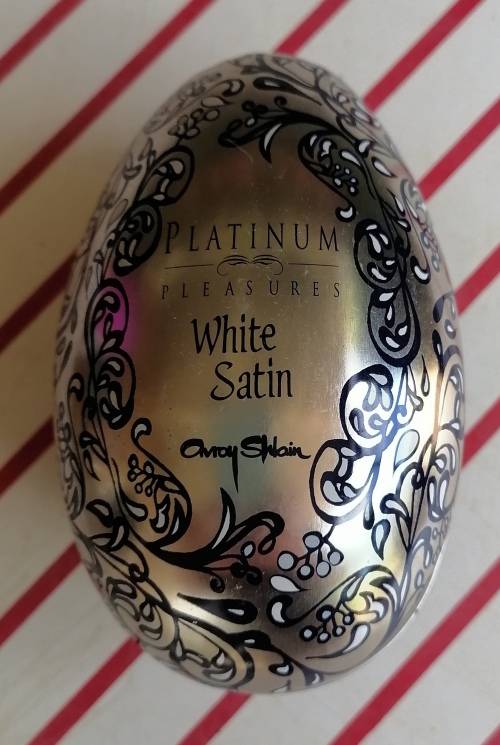 PLATINUM
PLEASURES
White
Satin
avroy Shlain